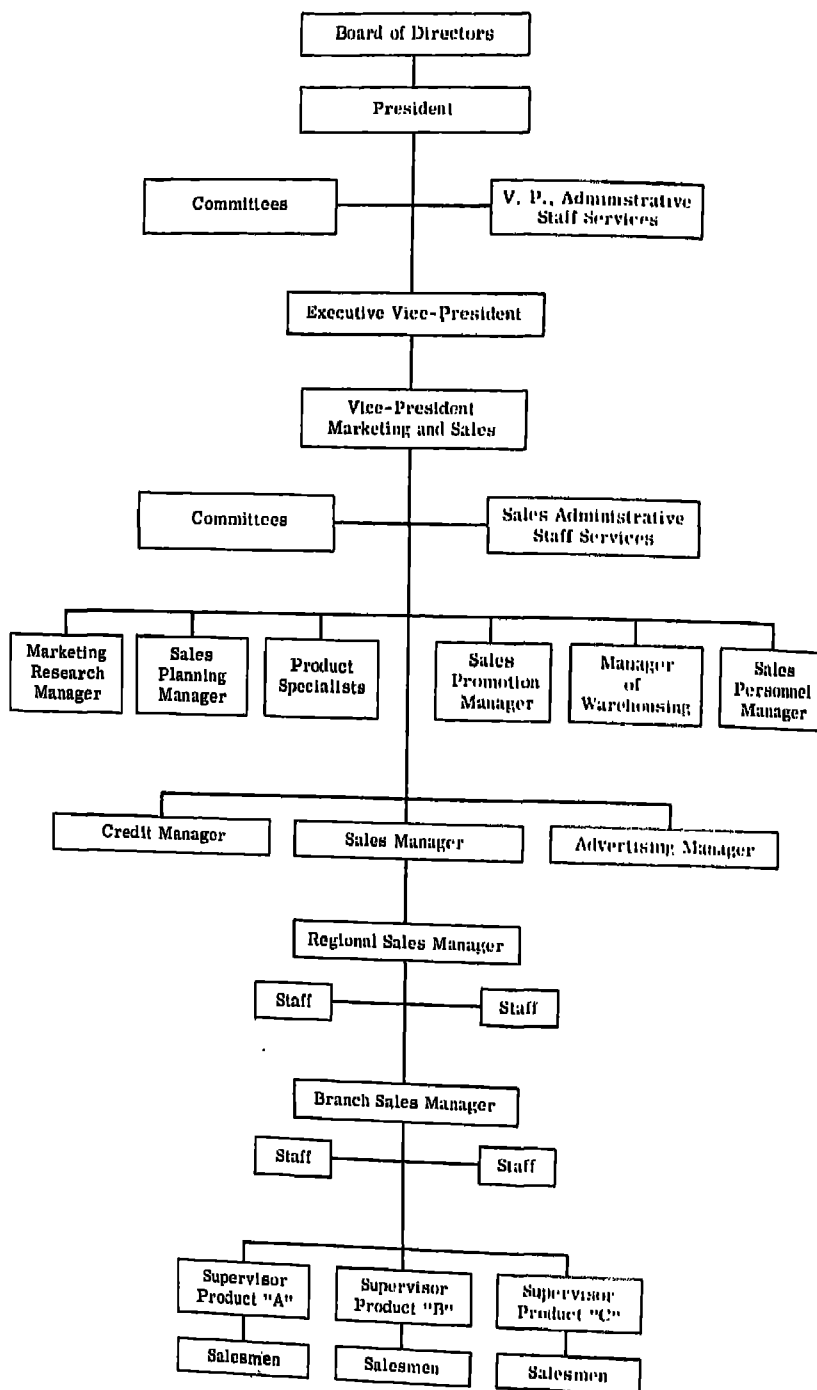 Board of Directors
President
Committees
V. P., Administrative
Staff Services
Executive Vice-President
Vice-President
Marketing and Sales
Committees
Sales Administrative
Staff Services
Marketing
Research
Manager
Sales
Planning
Manager
Product
Specialists
Sales
Promotion
Manager
Manager
of
Warehousing
Sales
Personnel
Manager
Credit Manager
Sales Manager
Advertising Manager
Regional Sales Manager
Staff
Staff
Branch Sales Manager
Staff
Staff
Supervisor
Product "A"
Supervisor
Product "B"
Supervisor
Product "C"
Salesmen
Salesmen
Salesmen